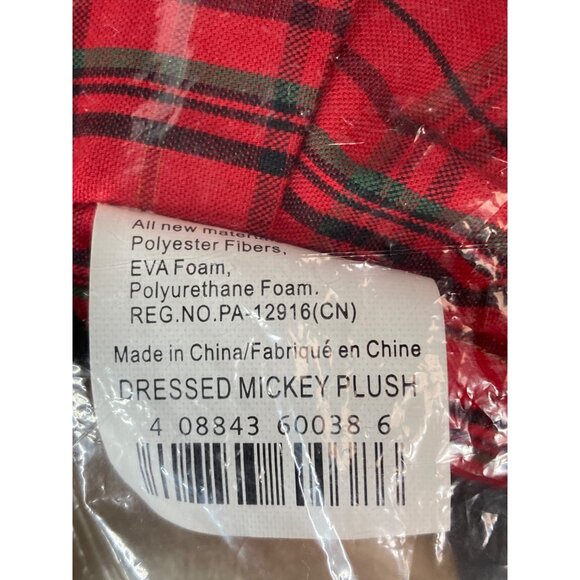 All new
Polyester Fibers,
EVA Foam,
Polyurethane Foam.
REG.NO.PA-12916(CN)
Made in China/Fabriqué en Chine
DRESSED MICKEY PLUSH
4 08843 60038 6